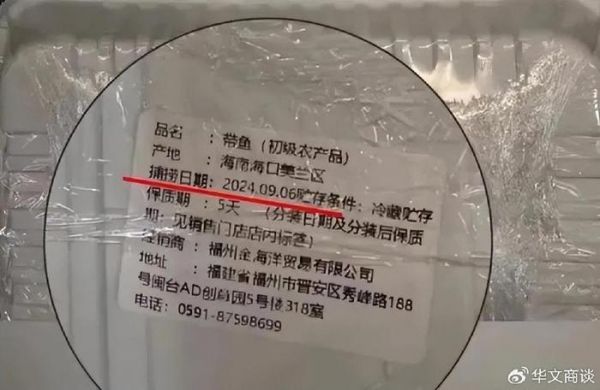 品名：带鱼（初级农产品）
产地：海南海口美兰区
捕捞日期：2024.09.06贮存条件：冷藏贮存
保质期：5天（分装日期及分装后保质
期：见销售门店店内标签）
经销商：福州金海洋贸易有限公司
地址：福建省福州市晋安区秀峰路188
号闽台AD创首园5号楼318室
电话：0591-87598699
华文商谈